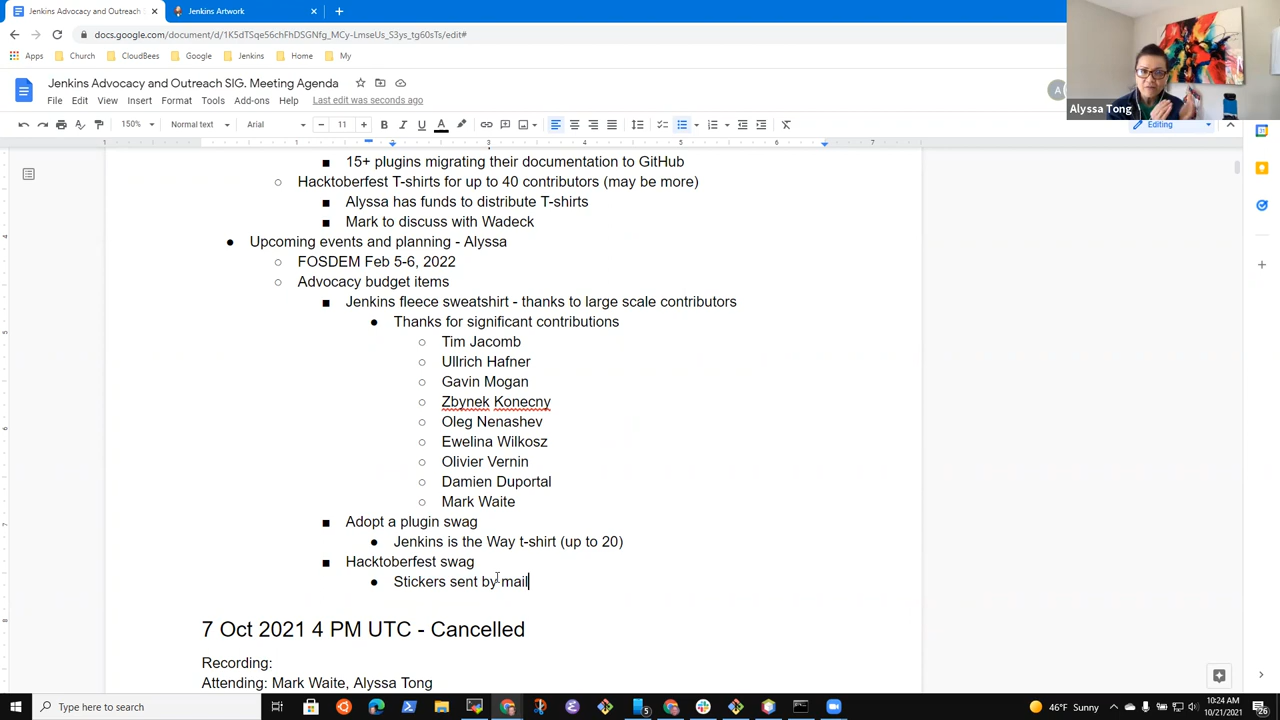 Jenkins Advocacy and Outreach S
Jenkins Artwork
docs.google.com/document/d/1K5dTSqe56chFhDSGNfg_MCy-LmseUs_S3ys_tg60sTs/edit#
Apps Church CloudBees Google Jenkins Home My
Alyssa Tong
Jenkins Advocacy and Outreach SIG. Meeting Agenda
A
File Edit View Insert Format Tools Add-ons Help Last edit was seconds ago
150% Normal text Arial 11 Editing
15+ plugins migrating their documentation to GitHub
Hacktoberfest T-shirts for up to 40 contributors (may be more)
Alyssa has funds to distribute T-shirts
Mark to discuss with Wadeck
Upcoming events and planning - Alyssa
FOSDEM Feb 5-6, 2022
Advocacy budget items
Jenkins fleece sweatshirt - thanks to large scale contributors
Thanks for significant contributions
Tim Jacomb
Ullrich Hafner
Gavin Mogan
Zbynek Konecny
Oleg Nenashev
Ewelina Wilkosz
Olivier Vernin
Damien Duportal
Mark Waite
Adopt a plugin swag
Jenkins is the Way t-shirt (up to 20)
Hacktoberfest swag
Stickers sent by mail
7 Oct 2021 4 PM UTC - Cancelled
Recording:
Attending: Mark Waite, Alyssa Tong
Type here to search
46°F Sunny
10:24 AM
10/21/2021